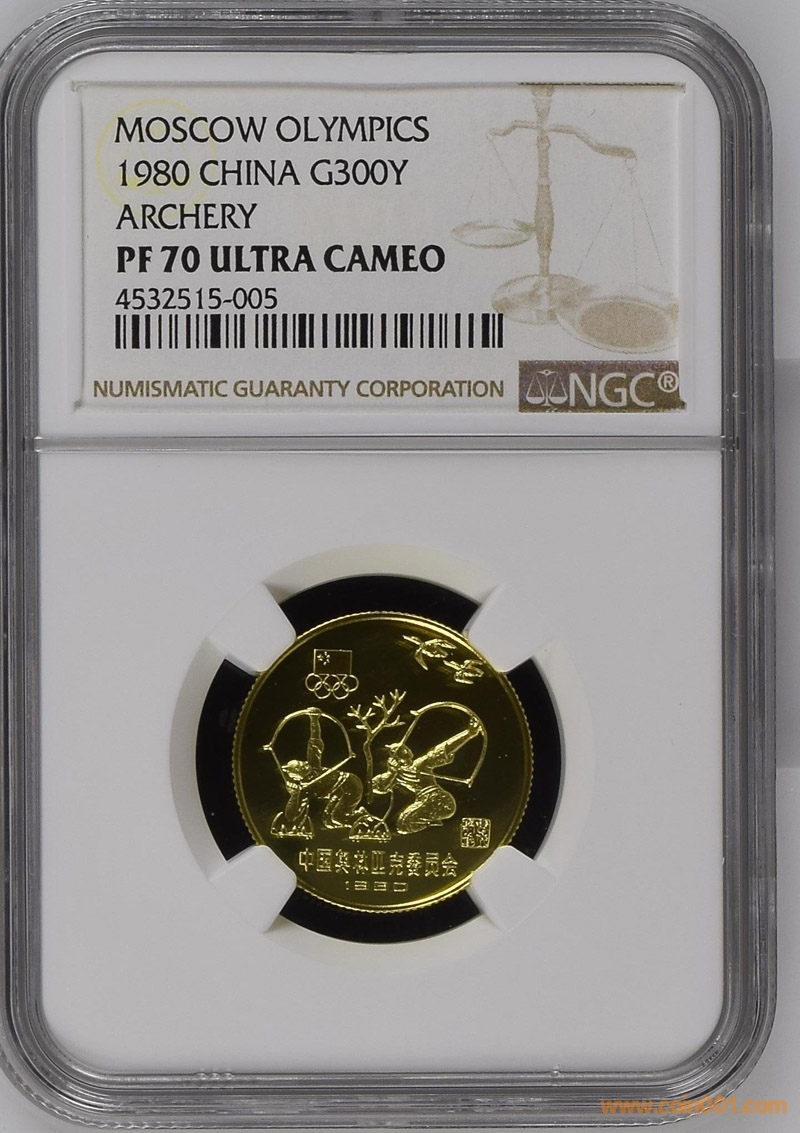 MOSCOW OLYMPICS
1980 CHINA G300Y
ARCHERY
PF 70 ULTRA CAMEO
4532515-005
NUMISMATIC GUARANTY CORPORATION NGC®
中国奥林匹克委员会
1980
www.coin001.com